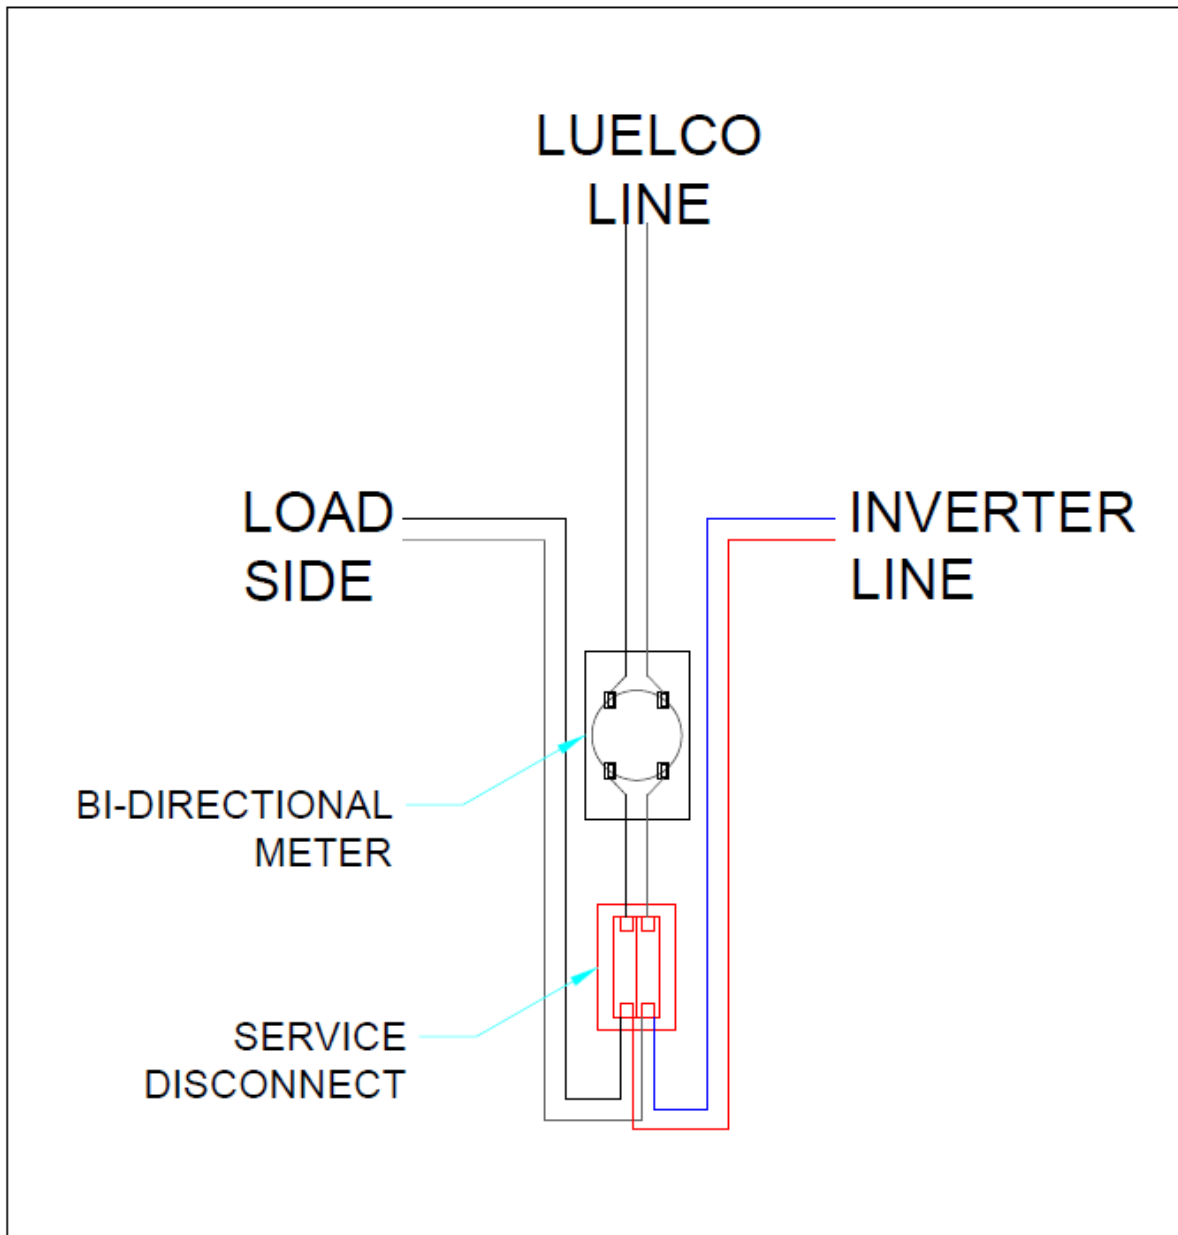 LUELCO
LINE
LOAD
SIDE
INVERTER
LINE
BI-DIRECTIONAL
METER
SERVICE
DISCONNECT